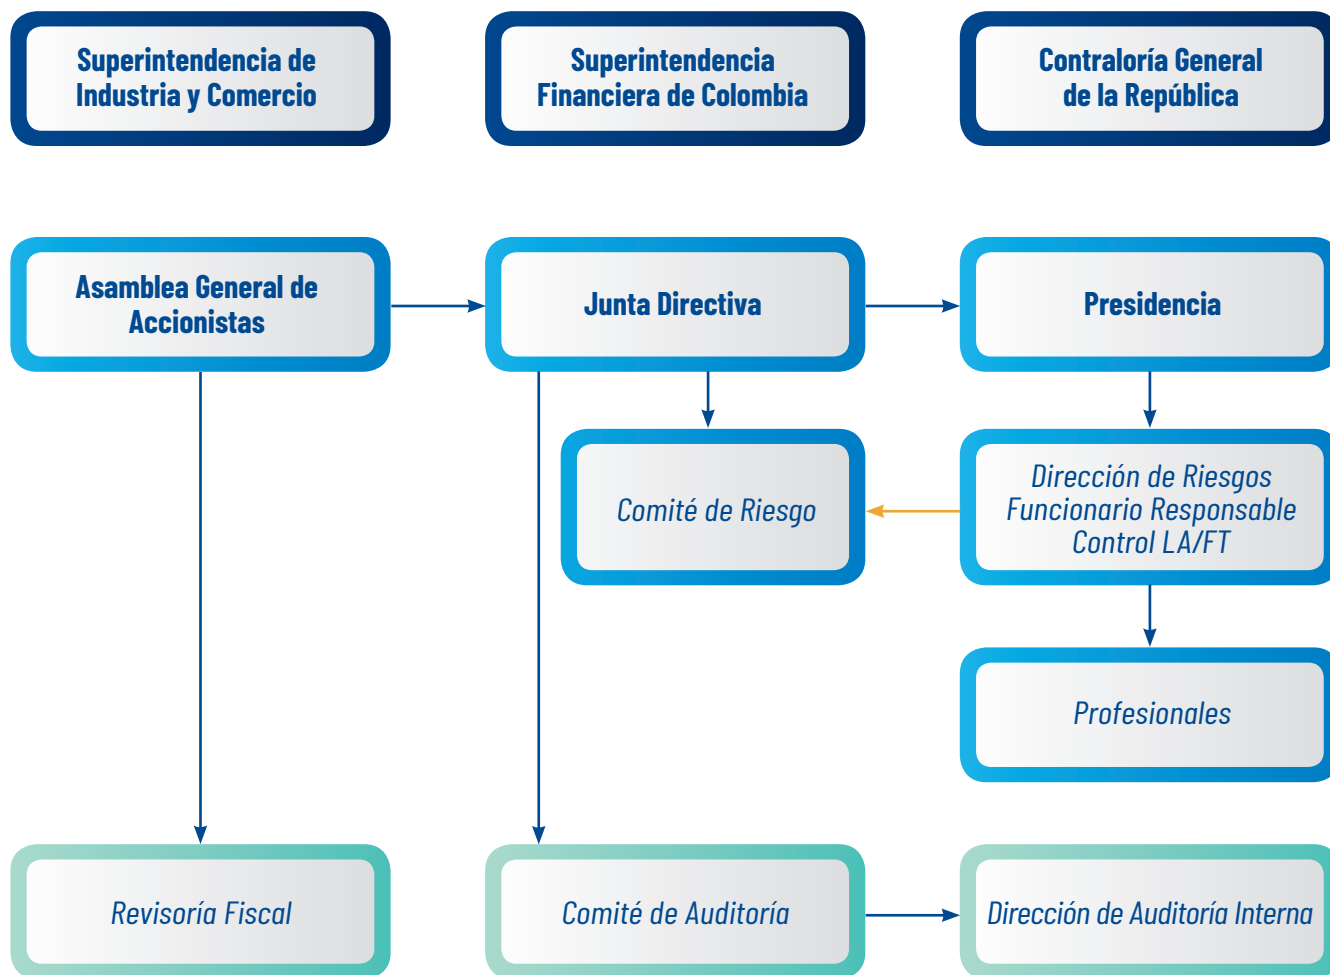 Superintendencia de
Industria y Comercio
Superintendencia
Financiera de Colombia
Contraloría General
de la República
Asamblea General de
Accionistas
Junta Directiva
Presidencia
Comité de Riesgo
Dirección de Riesgos
Funcionario Responsable
Control LA/FT
Profesionales
Revisoría Fiscal
Comité de Auditoría
Dirección de Auditoría Interna